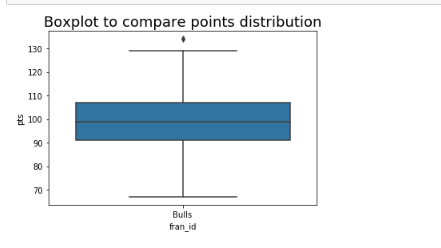 Boxplot to compare points distribution
130
120
110
100
90
80
70
pts
Bulls
fran_id